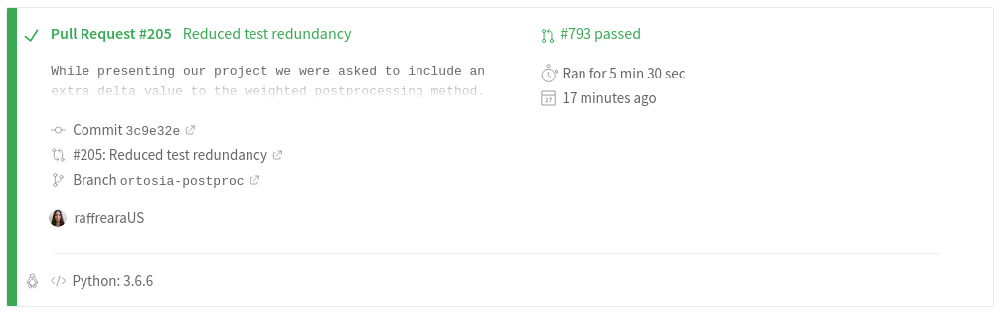 Pull Request #205 Reduced test redundancy
#793 passed
While presenting our project we were asked to include an
extra delta value to the weighted postprocessing method.
Ran for 5 min 30 sec
17 minutes ago
Commit 3c9e32e
#205: Reduced test redundancy
Branch ortosia-postproc
raffrearaUS
</> Python: 3.6.6